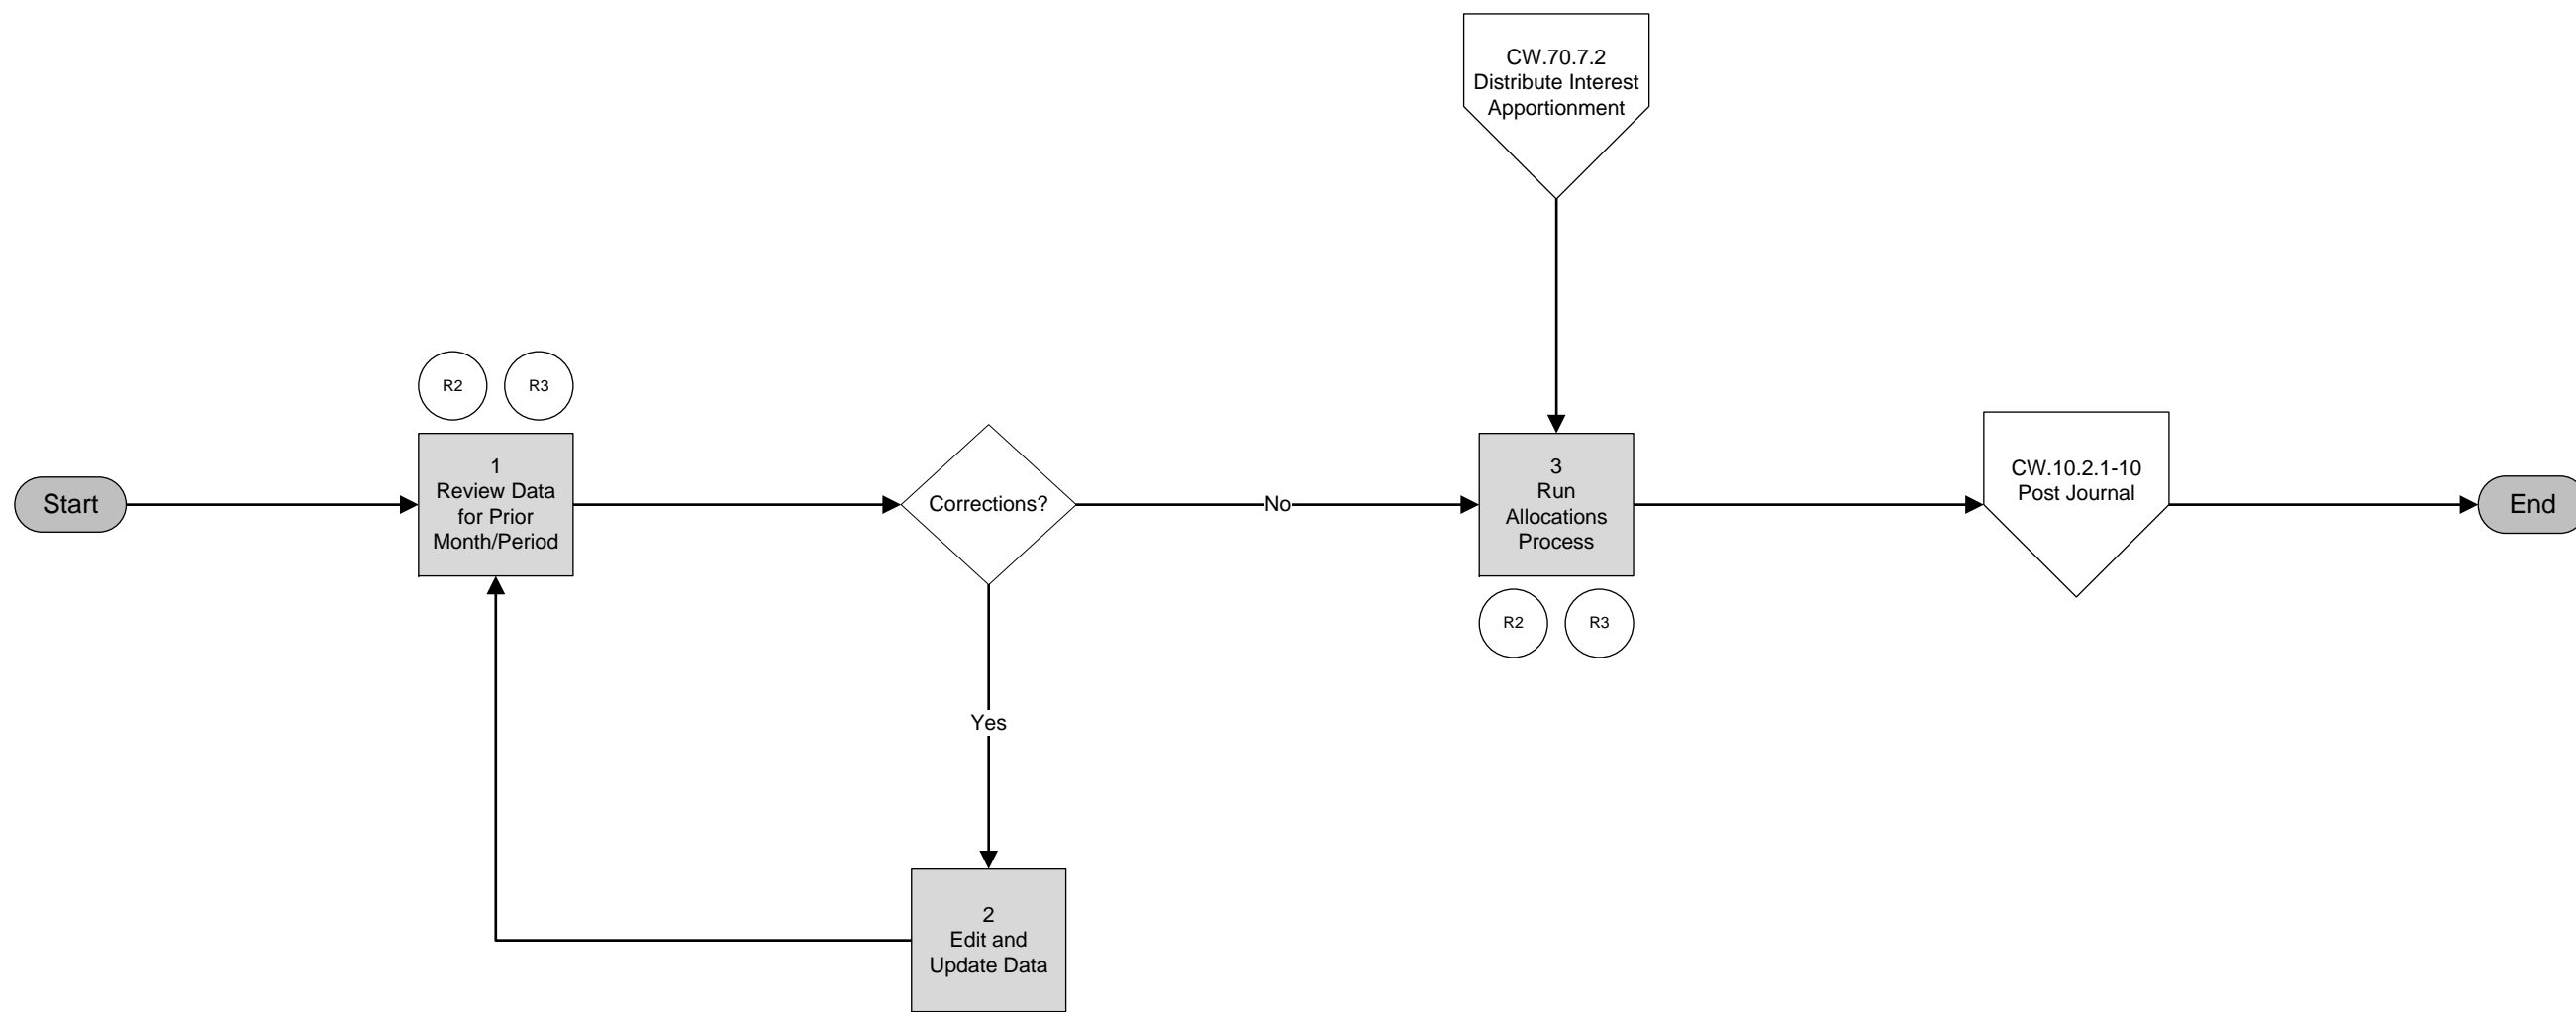 CW.70.7.2
Distribute Interest
Apportionment
R2
R3
Start
1
Review Data
for Prior
Month/Period
Corrections?
No
3
Run
Allocations
Process
CW.10.2.1-10
Post Journal
End
R2
R3
Yes
2
Edit and
Update Data